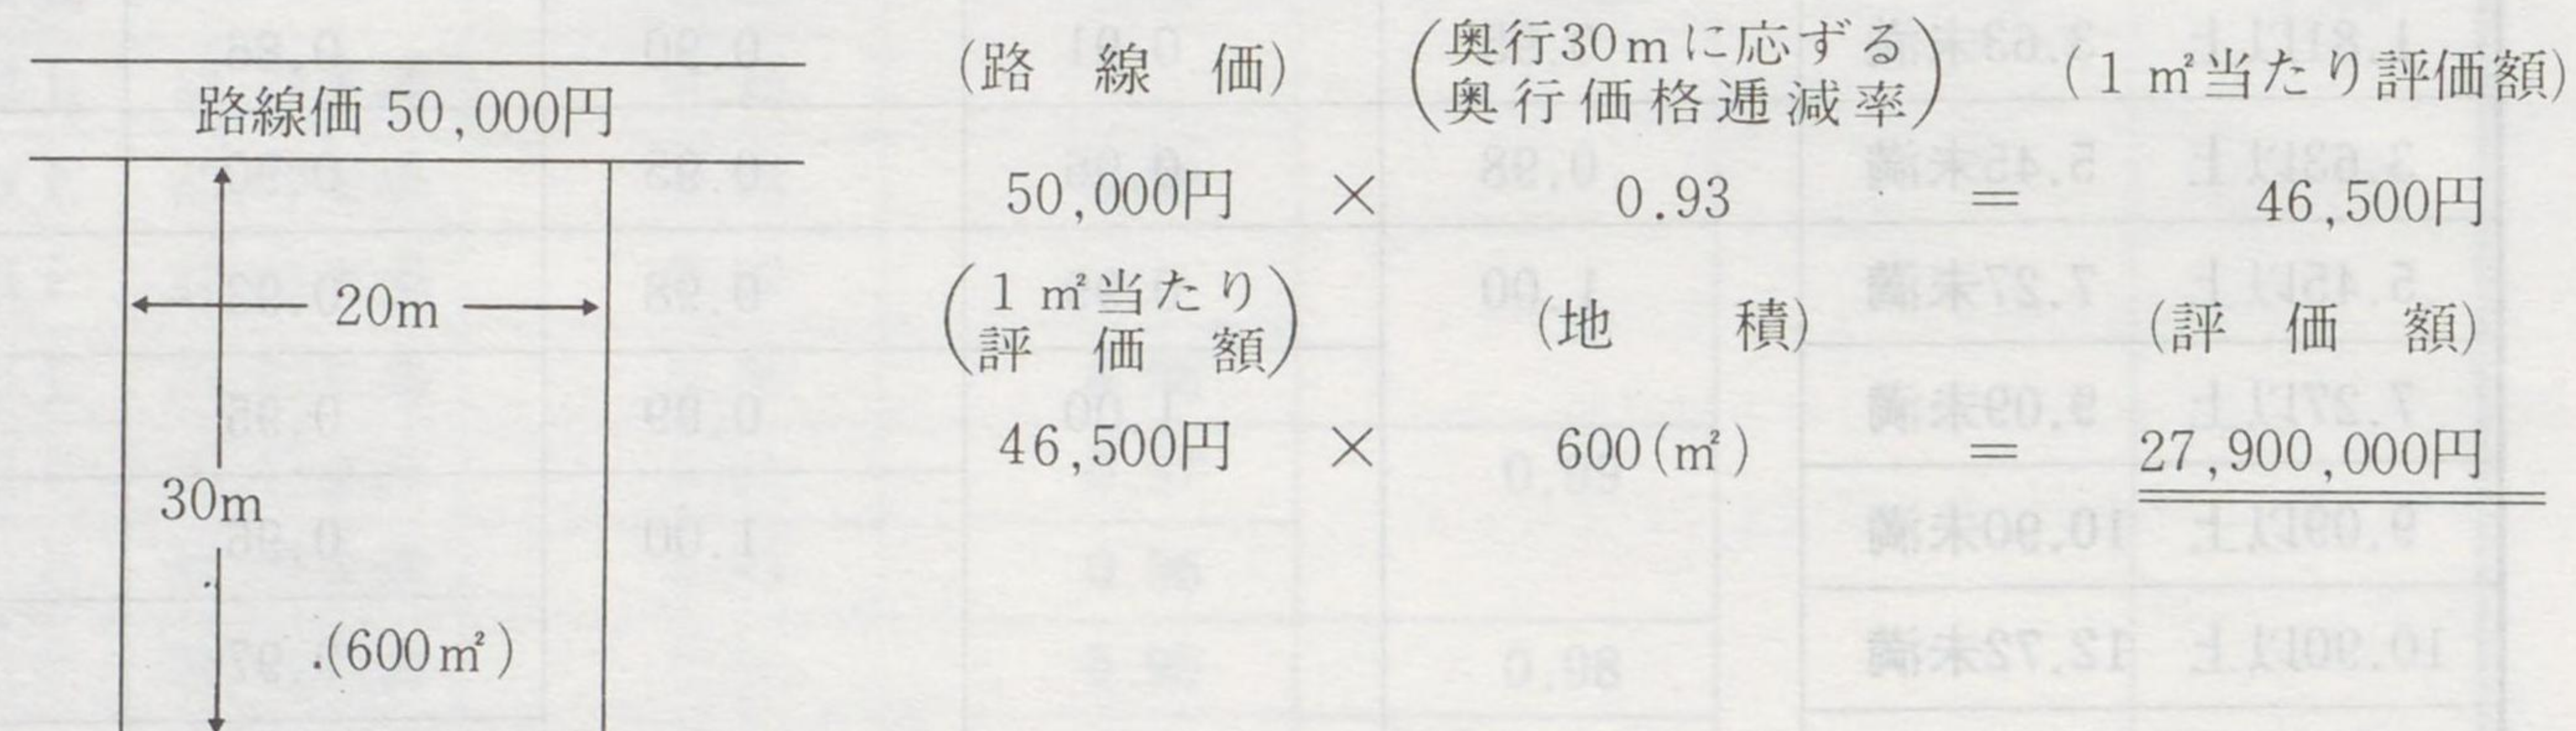 路線価 50,000円
20m
30m
(600㎡)
(路線価) (奥行30mに応ずる奥行価格逓減率) (1㎡当たり評価額)
50,000円 × 0.93 = 46,500円
(1㎡当たり評価額) (地積) (評価額)
46,500円 × 600(㎡) = 27,900,000円